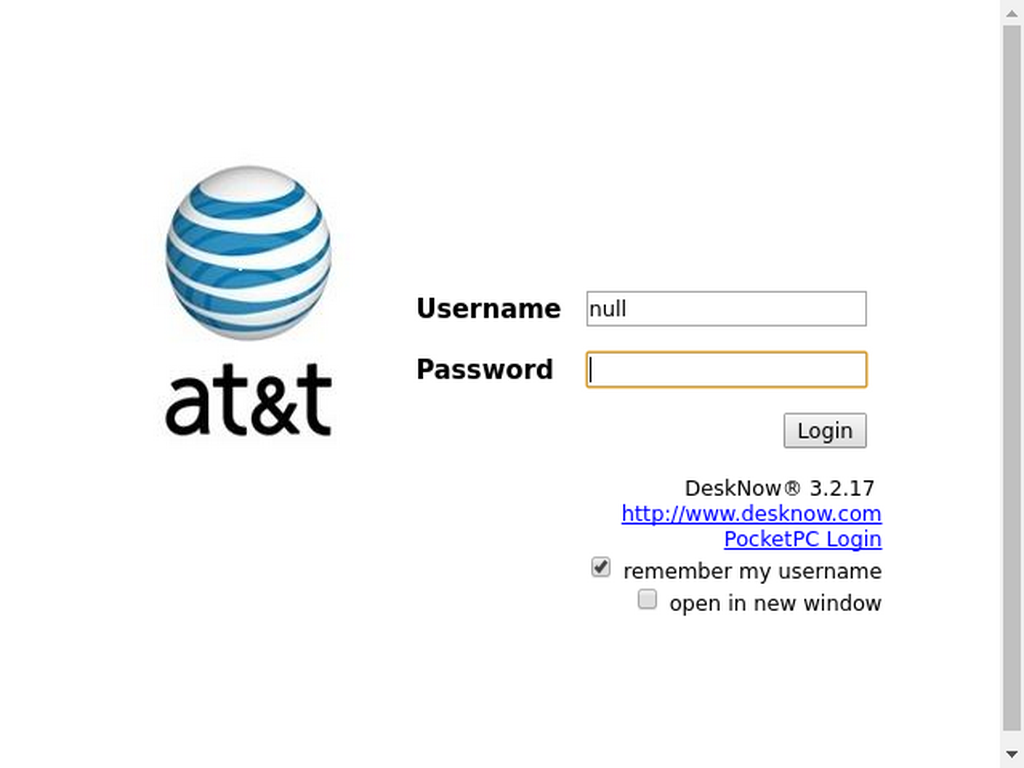 at&t
Username null
Password
Login
DeskNow® 3.2.17
http://www.desknow.com
PocketPC Login
remember my username
open in new window